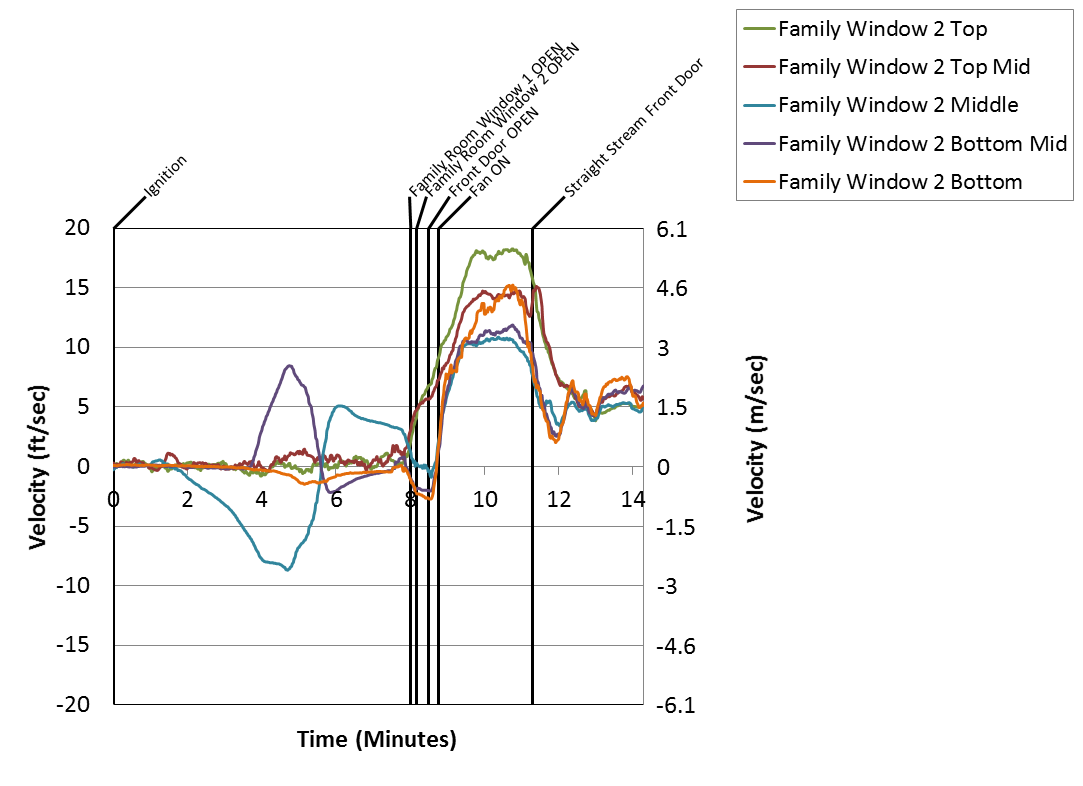 Family Window 2 Top
Family Window 2 Top Mid
Family Window 2 Middle
Family Window 2 Bottom Mid
Family Window 2 Bottom
Ignition
Family Room Window 1 OPEN
Family Room Window 2 OPEN
Front Door OPEN
Fan ON
Straight Stream Front Door
Velocity (ft/sec)
20
15
10
5
0
-5
-10
-15
-20
0 2 4 6 8 10 12 14
6.1
4.6
3
1.5
0
-1.5
-3
-4.6
-6.1
Velocity (m/sec)
Time (Minutes)